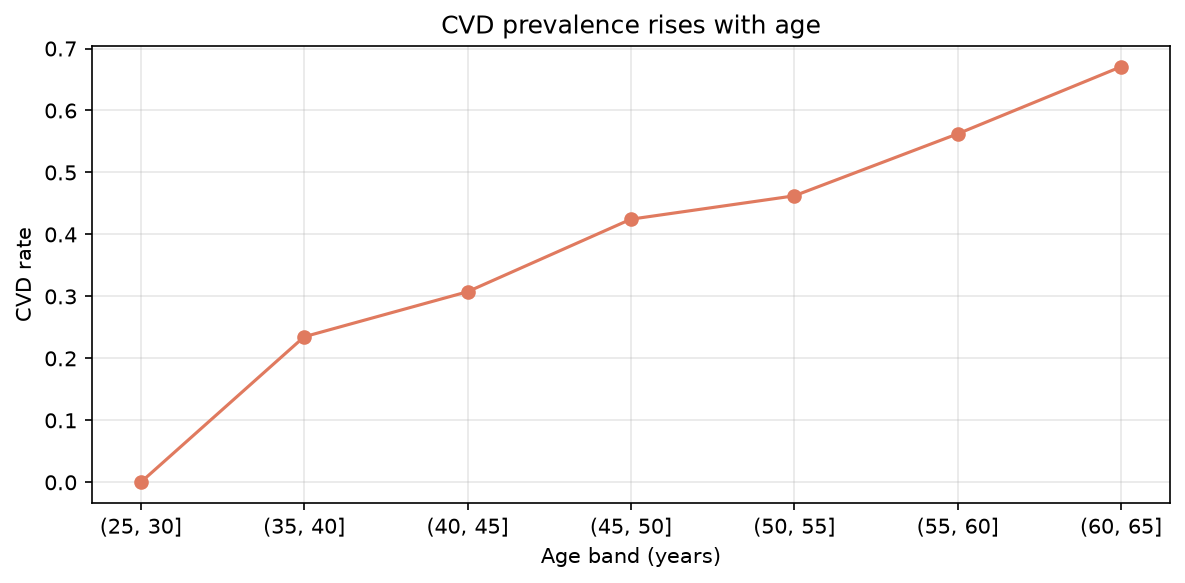 CVD prevalence rises with age
CVD rate
0.7
0.6
0.5
0.4
0.3
0.2
0.1
0.0
(25, 30] (35, 40] (40, 45] (45, 50] (50, 55] (55, 60] (60, 65]
Age band (years)